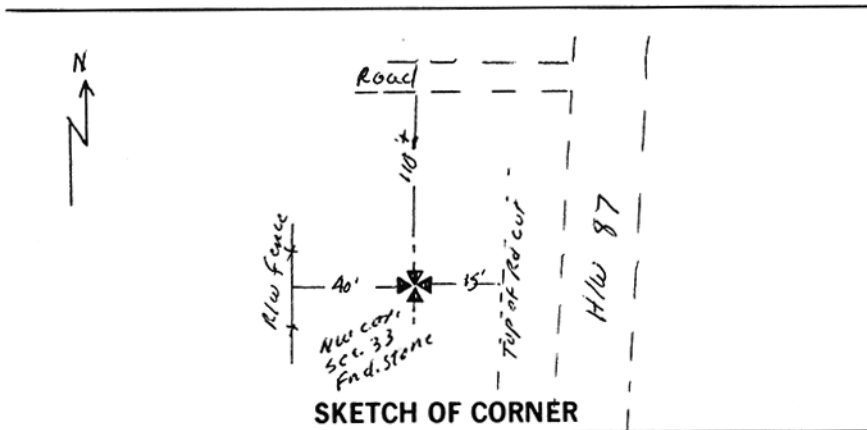 N
Road
110'±
R/W Fence
40'
15'
Top of Rd cut
H/W 87
NW cor.
Sec. 33
Fnd. Stone
SKETCH OF CORNER